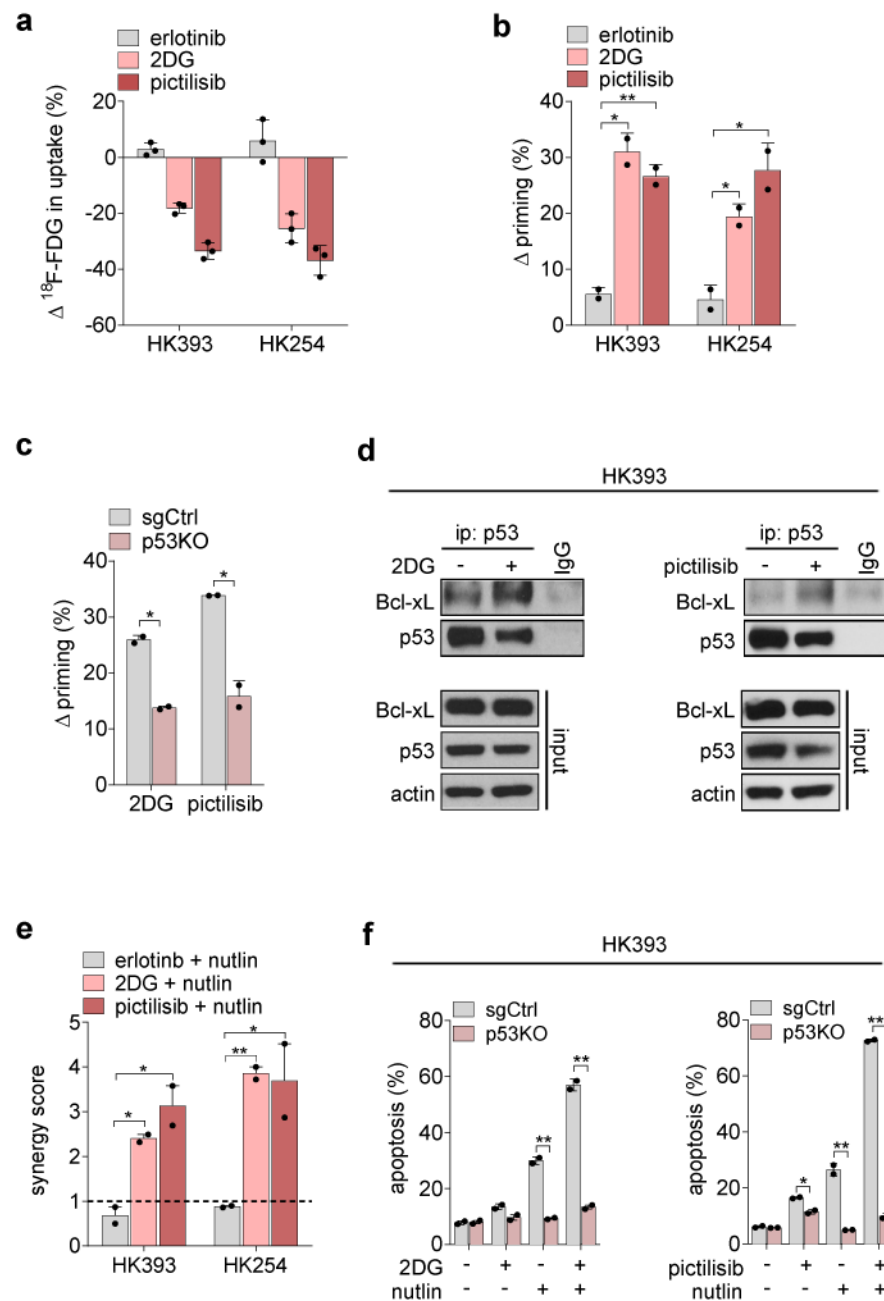 a
erlotinib
2DG
pictilisib
Δ 18F-FDG in uptake (%)
20
0
-20
-40
-60
HK393 HK254
b
erlotinib
2DG
pictilisib
Δ priming (%)
40
30
20
10
0
** * * *
HK393 HK254
c
sgCtrl
p53KO
Δ priming (%)
40
30
20
10
0
* *
2DG pictilisib
d
HK393
ip: p53 IgG
2DG - +
Bcl-xL
p53
Bcl-xL
p53
actin
input
ip: p53 IgG
pictilisib - +
Bcl-xL
p53
Bcl-xL
p53
actin
input
e
erlotinb + nutlin
2DG + nutlin
pictilisib + nutlin
synergy score
5
4
3
2
1
0
* * * **
HK393 HK254
f
HK393
sgCtrl
p53KO
apoptosis (%)
80
60
40
20
0
** **
2DG - + - +
nutlin - - + +
sgCtrl
p53KO
apoptosis (%)
80
60
40
20
0
* ** **
pictilisib - + - +
nutlin - - + +